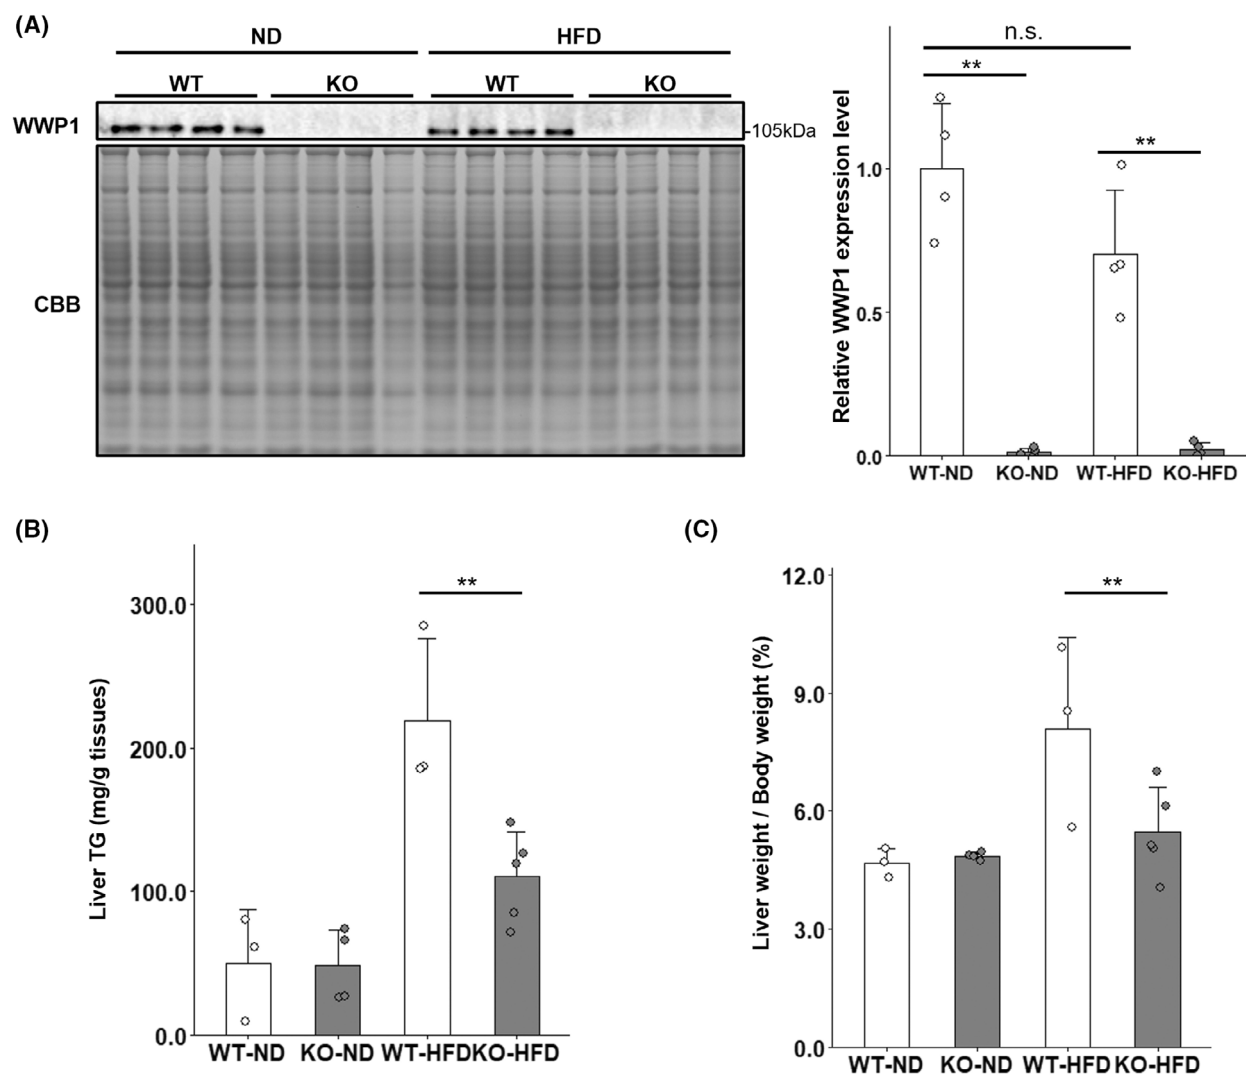 (A)
ND
HFD
WT
KO
WT
KO
WWP1
-105kDa
CBB
n.s.
**
**
Relative WWP1 expression level
1.0
0.5
0.0
WT-ND
KO-ND
WT-HFD
KO-HFD
(B)
**
Liver TG (mg/g tissues)
300.0
200.0
100.0
0.0
WT-ND
KO-ND
WT-HFD
KO-HFD
(C)
**
Liver weight / Body weight (%)
12.0
9.0
6.0
3.0
0.0
WT-ND
KO-ND
WT-HFD
KO-HFD